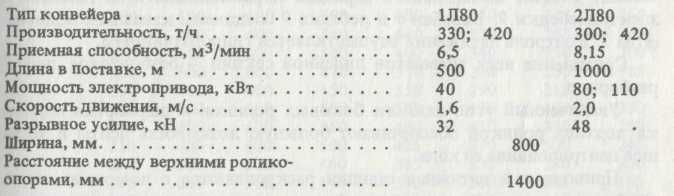 Тип конвейера . . . . . . . . . . . . 1Л80 2Л80
Производительность, т/ч. . . . . . . . . 330; 420 300; 420
Приемная способность, м³/мин . . . . . 6,5 8,15
Длина в поставке, м . . . . . . . . . 500 1000
Мощность электропривода, кВт . . . . . 40 80; 110
Скорость движения, м/с . . . . . . . . 1,6 2,0
Разрывное усилие, кН . . . . . . . . . 32 48
Ширина, мм. . . . . . . . . . . . . . 800
Расстояние между верхними ролико-
опорами, мм . . . . . . . . . . . . . 1400